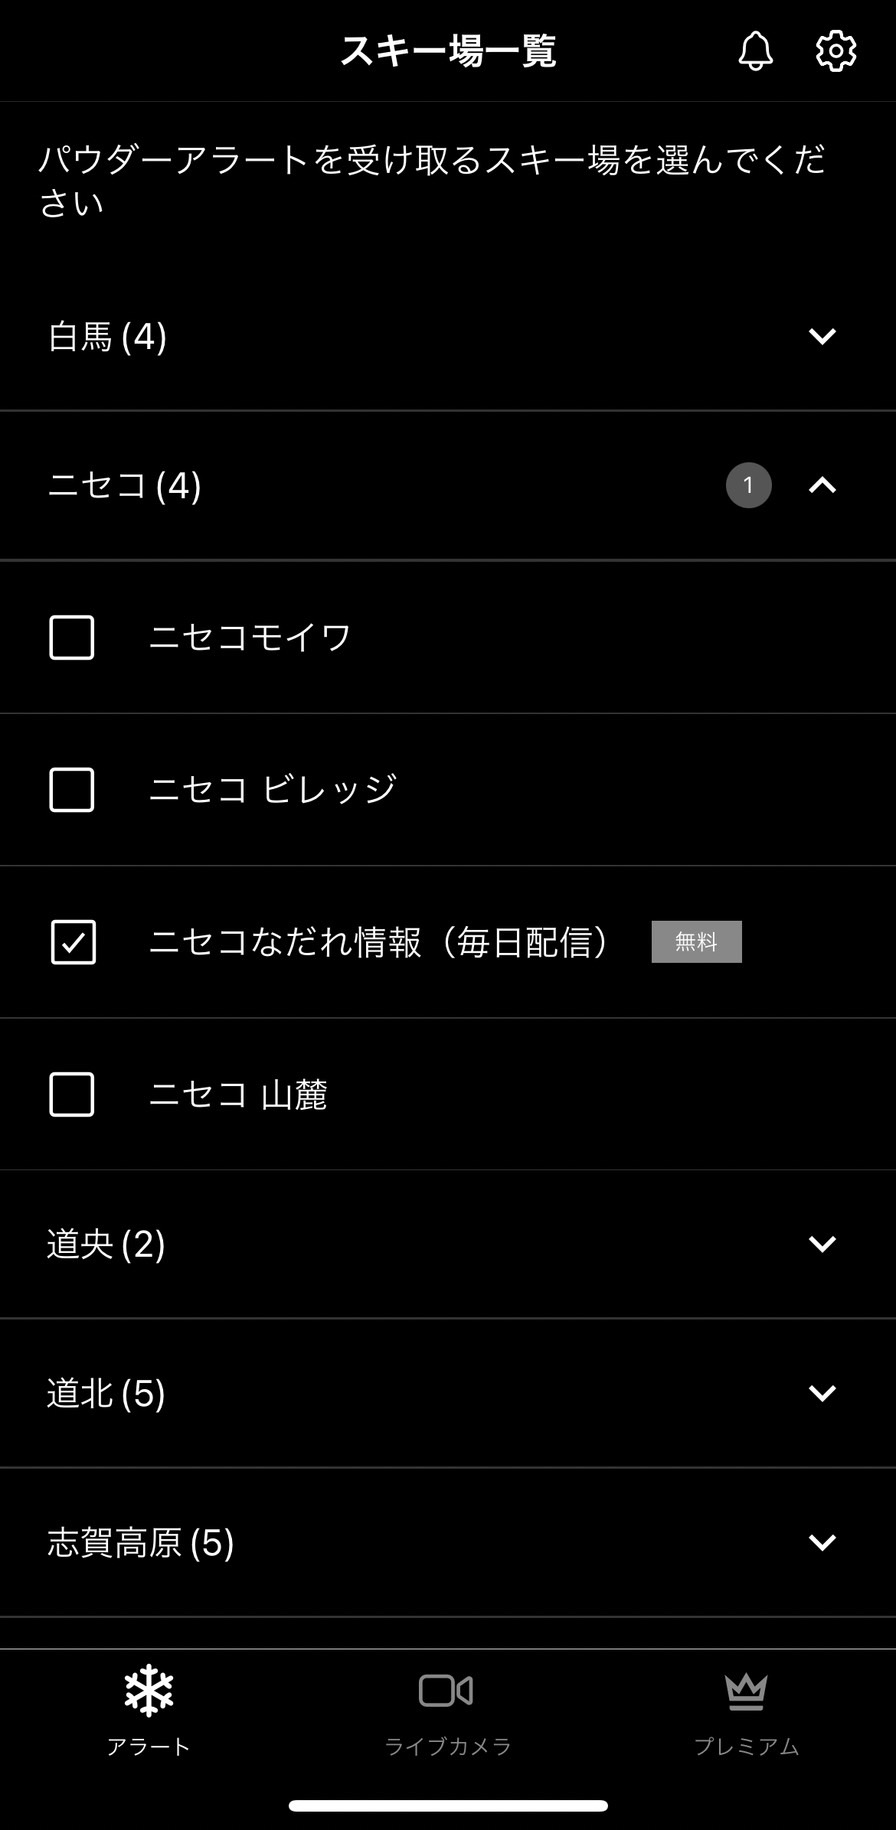 スキー場一覧
パウダーアラートを受け取るスキー場を選んでくだ
さい
白馬 (4)
ニセコ (4) 1
ニセコモイワ
ニセコ ビレッジ
ニセコなだれ情報（毎日配信） 無料
ニセコ 山麓
道央 (2)
道北 (5)
志賀高原 (5)
アラート ライブカメラ プレミアム